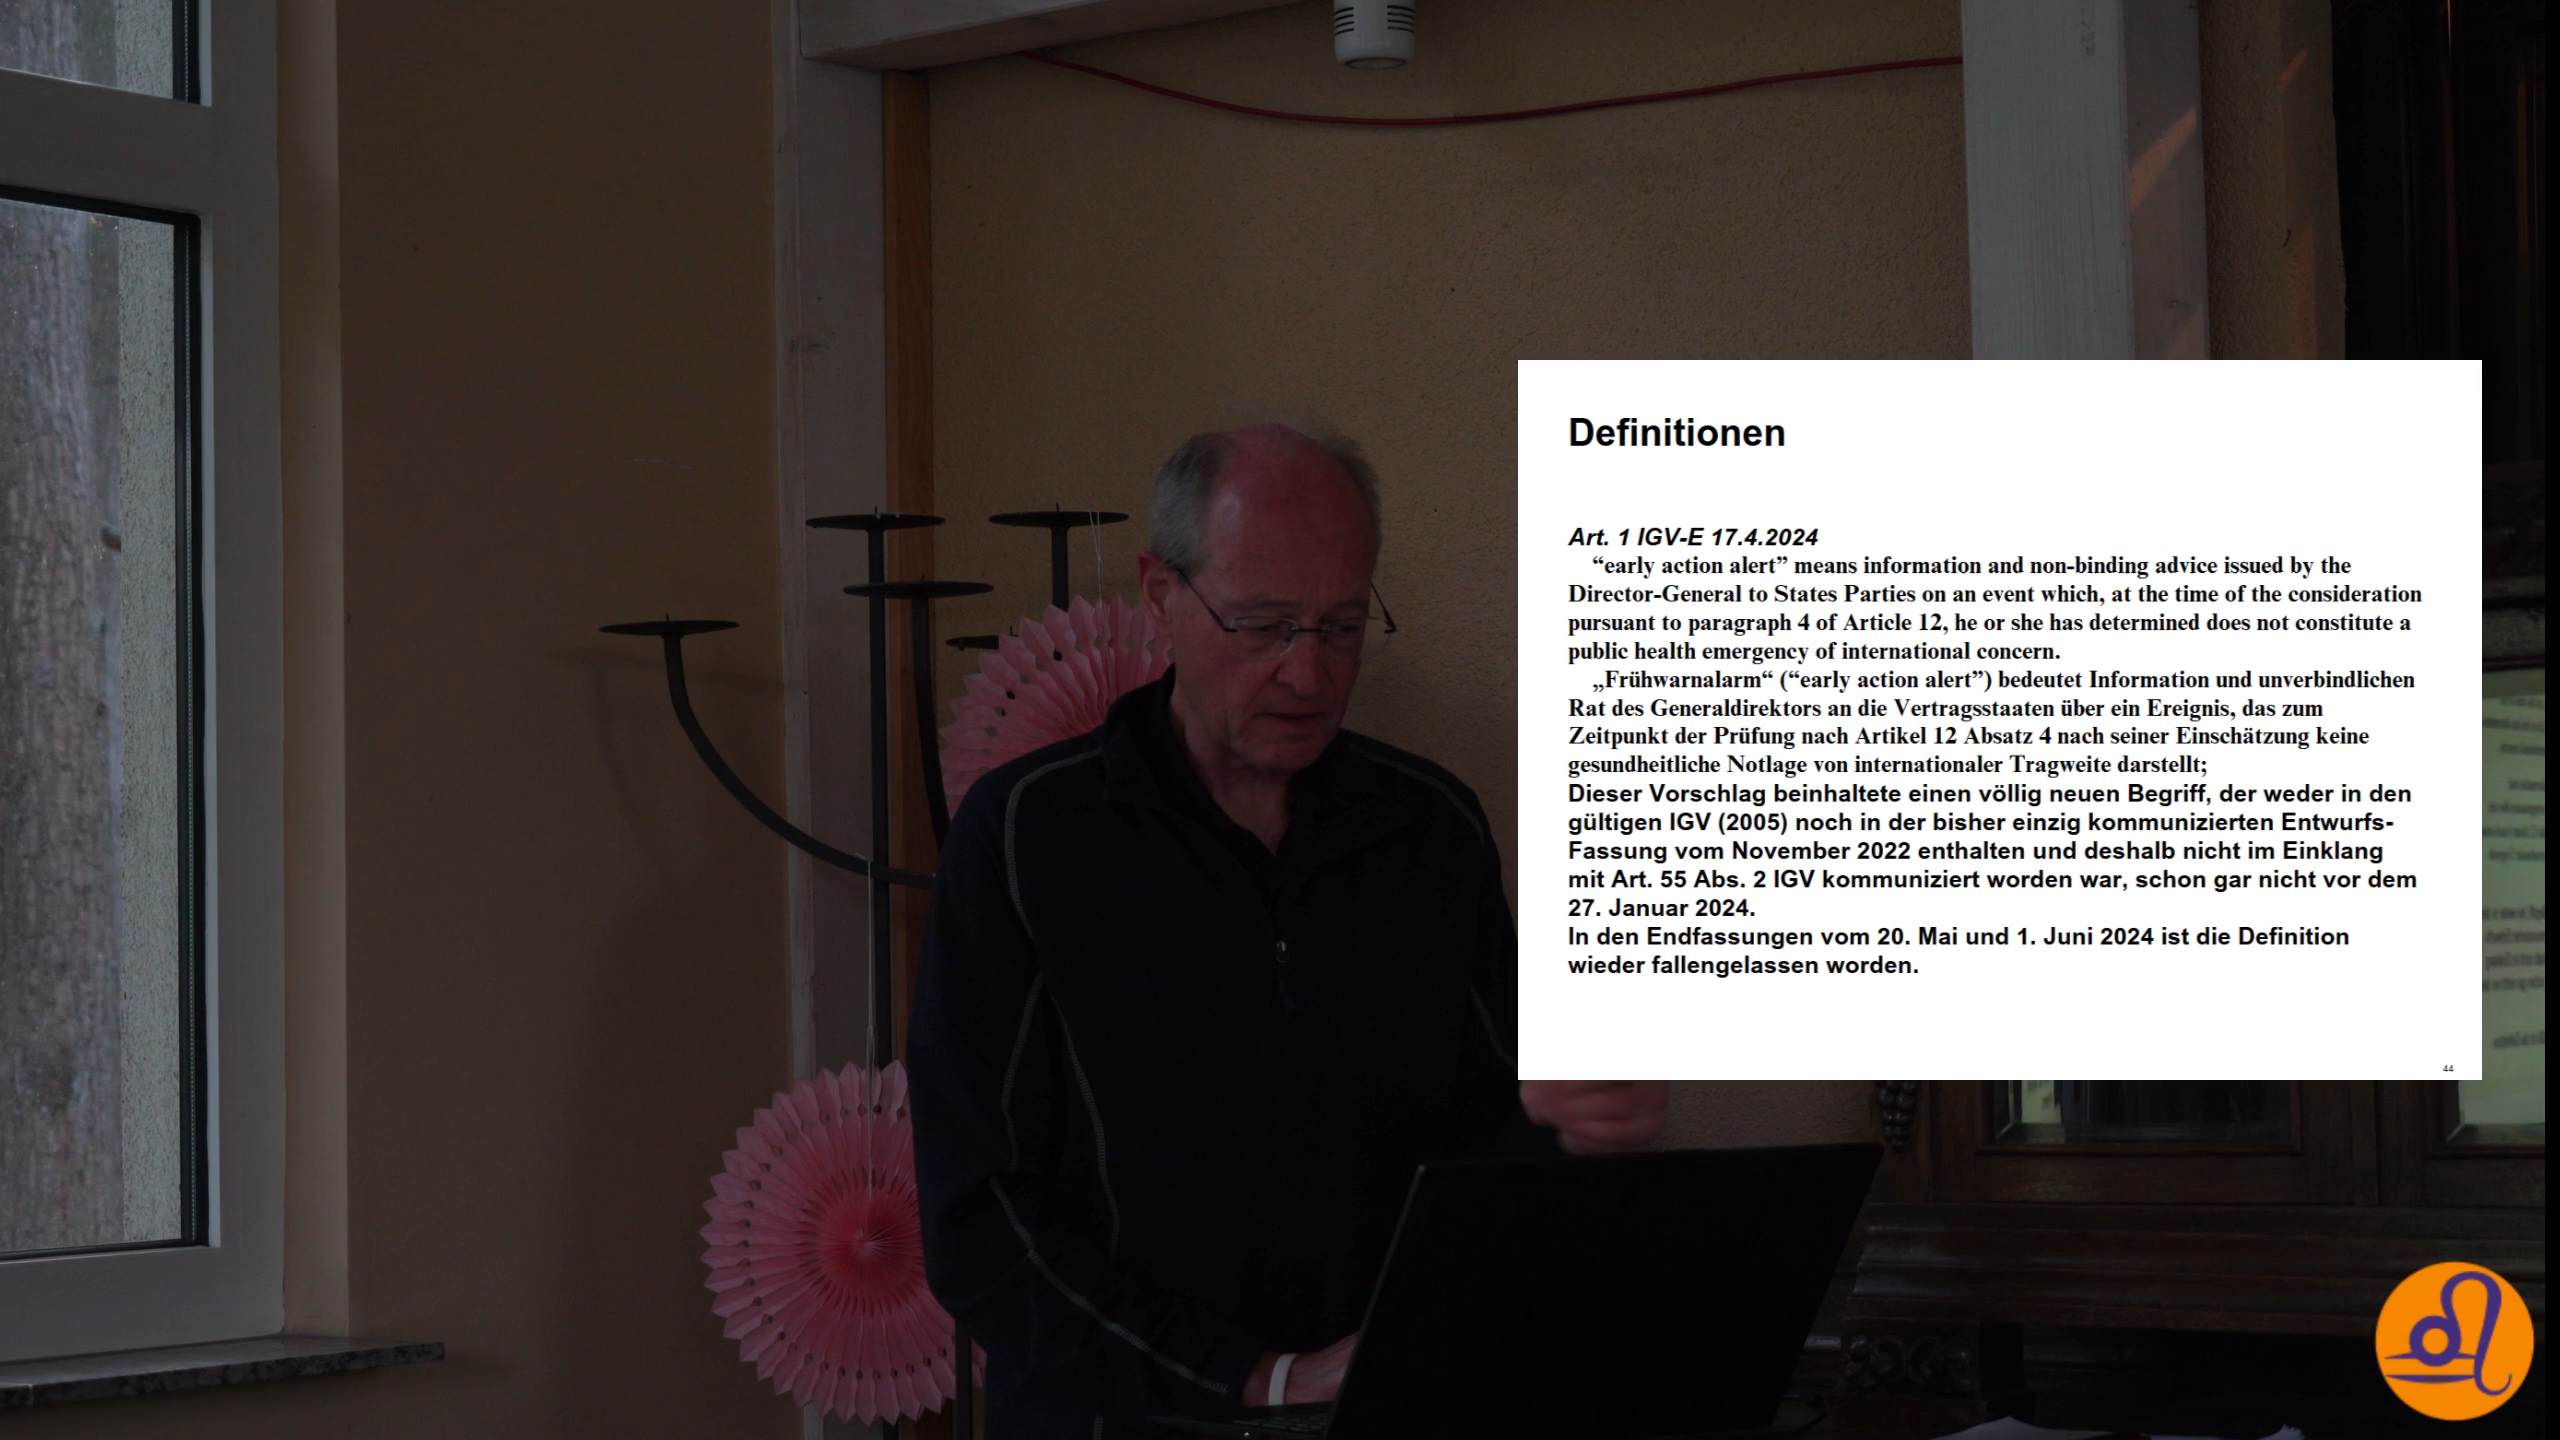 Definitionen
Art. 1 IGV-E 17.4.2024
“early action alert” means information and non-binding advice issued by the
Director-General to States Parties on an event which, at the time of the consideration
pursuant to paragraph 4 of Article 12, he or she has determined does not constitute a
public health emergency of international concern.
„Frühwarnalarm“ (“early action alert”) bedeutet Information und unverbindlichen
Rat des Generaldirektors an die Vertragsstaaten über ein Ereignis, das zum
Zeitpunkt der Prüfung nach Artikel 12 Absatz 4 nach seiner Einschätzung keine
gesundheitliche Notlage von internationaler Tragweite darstellt;
Dieser Vorschlag beinhaltete einen völlig neuen Begriff, der weder in den
gültigen IGV (2005) noch in der bisher einzig kommunizierten Entwurfs-
Fassung vom November 2022 enthalten und deshalb nicht im Einklang
mit Art. 55 Abs. 2 IGV kommuniziert worden war, schon gar nicht vor dem
27. Januar 2024.
In den Endfassungen vom 20. Mai und 1. Juni 2024 ist die Definition
wieder fallengelassen worden.
44